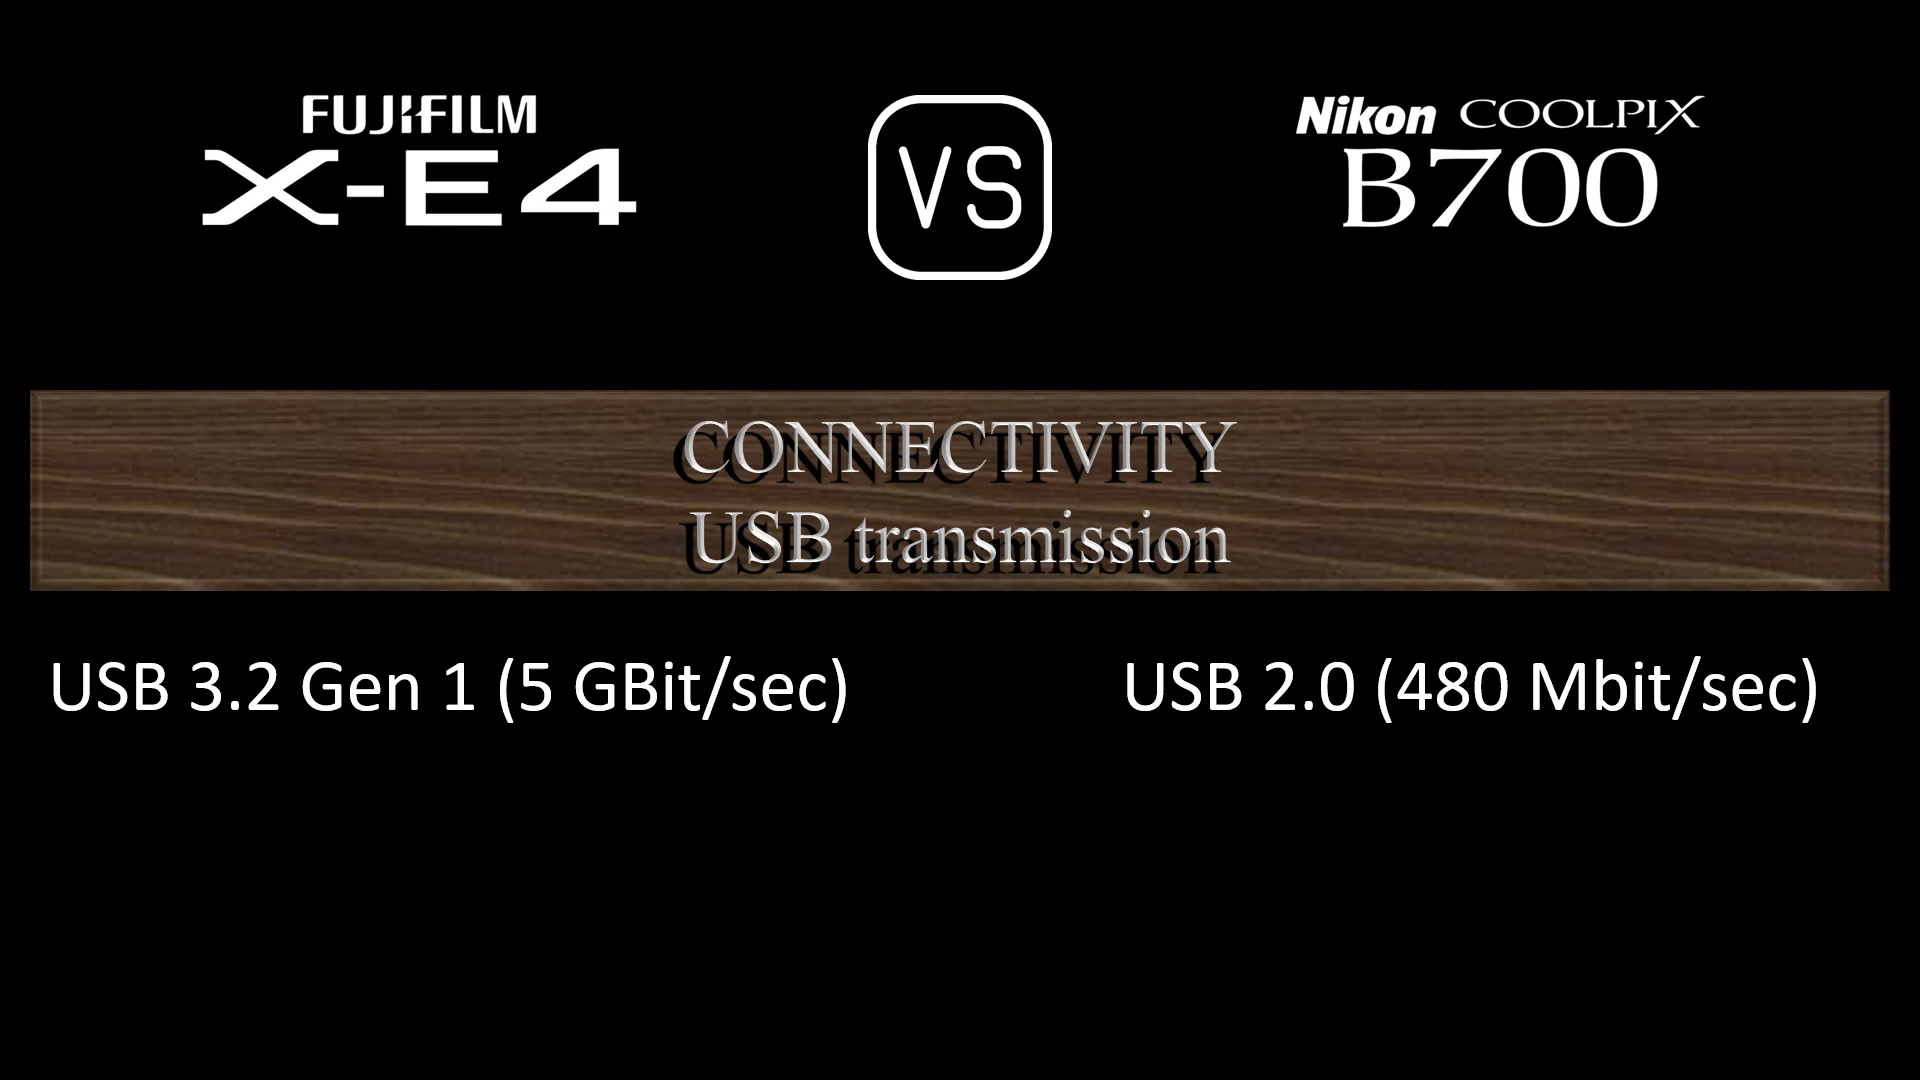 FUJIFILM
X-E4
VS
Nikon COOLPIX
B700
CONNECTIVITY
USB transmission
USB 3.2 Gen 1 (5 GBit/sec)
USB 2.0 (480 Mbit/sec)